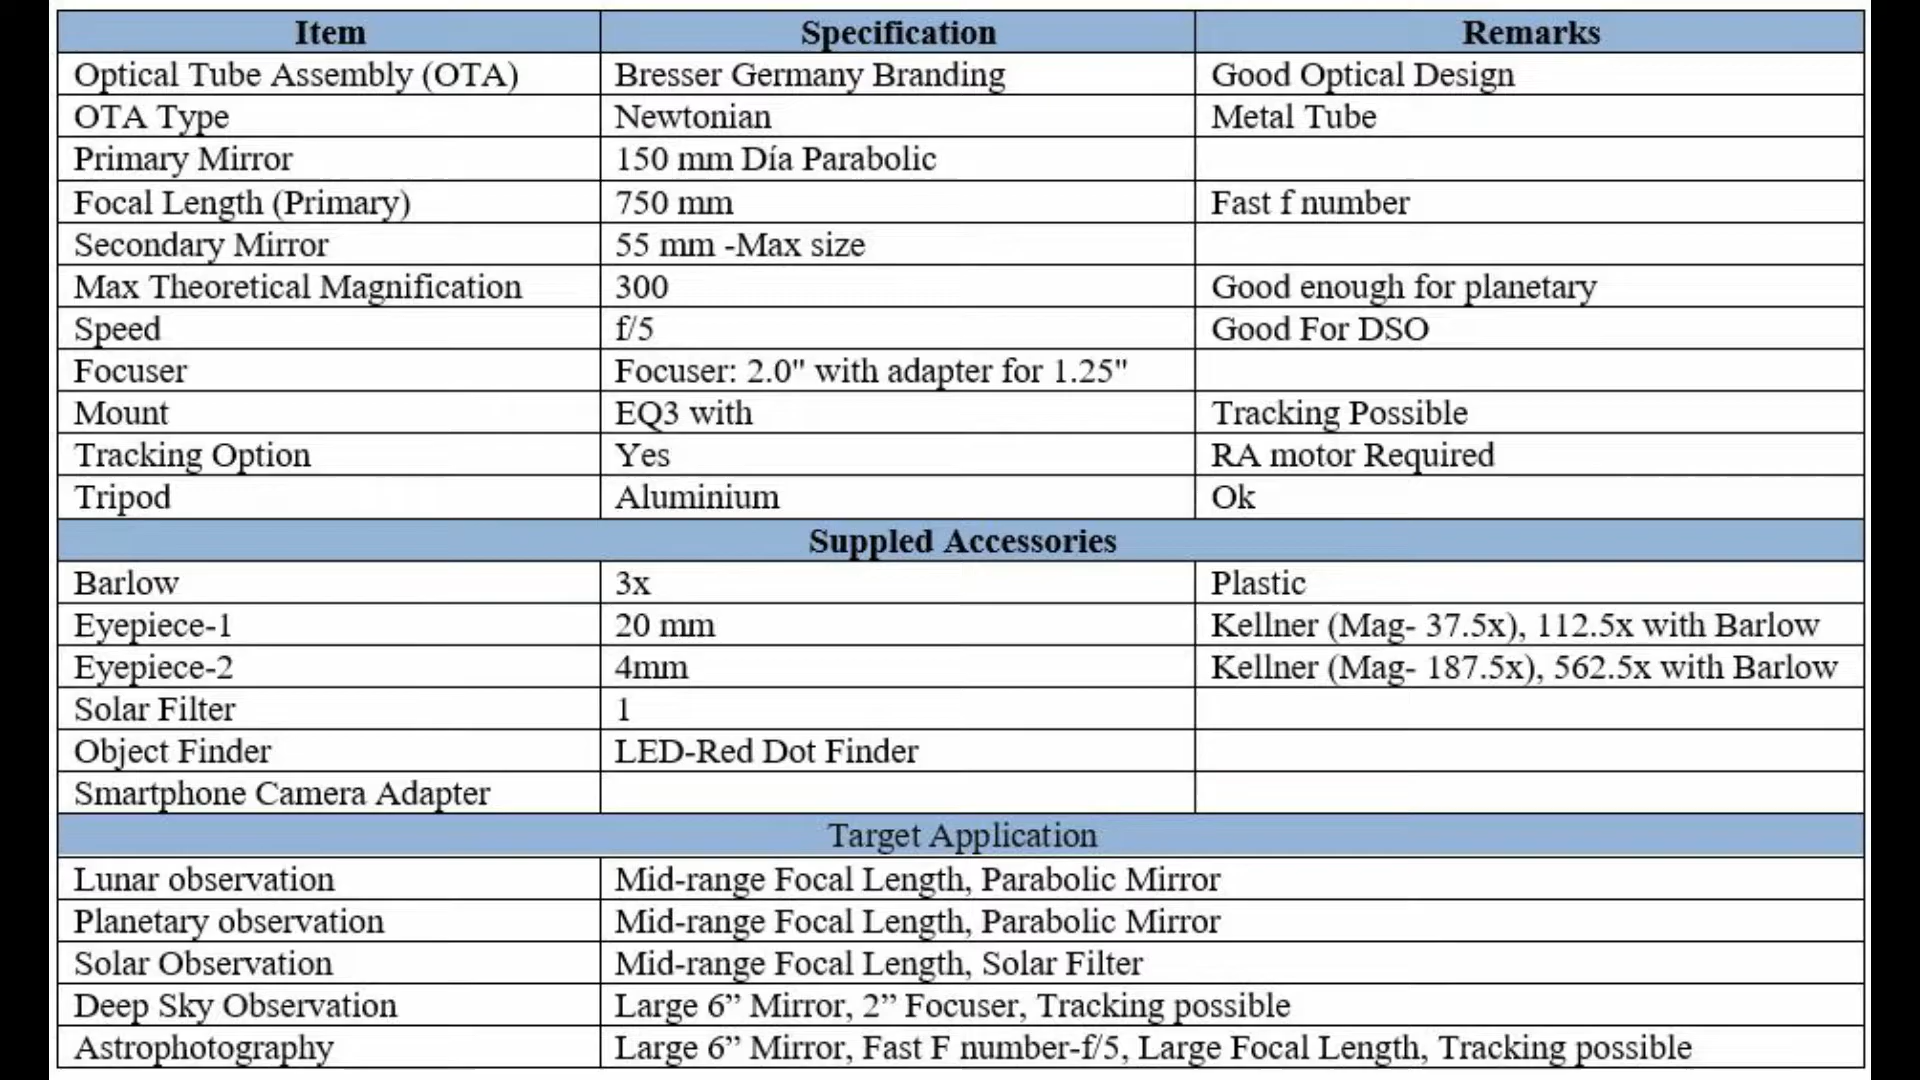 Item Specification Remarks
Optical Tube Assembly (OTA) Bresser Germany Branding Good Optical Design
OTA Type Newtonian Metal Tube
Primary Mirror 150 mm Día Parabolic
Focal Length (Primary) 750 mm Fast f number
Secondary Mirror 55 mm -Max size
Max Theoretical Magnification 300 Good enough for planetary
Speed f/5 Good For DSO
Focuser Focuser: 2.0" with adapter for 1.25"
Mount EQ3 with Tracking Possible
Tracking Option Yes RA motor Required
Tripod Aluminium Ok
Suppled Accessories
Barlow 3x Plastic
Eyepiece-1 20 mm Kellner (Mag- 37.5x), 112.5x with Barlow
Eyepiece-2 4mm Kellner (Mag- 187.5x), 562.5x with Barlow
Solar Filter 1
Object Finder LED-Red Dot Finder
Smartphone Camera Adapter
Target Application
Lunar observation Mid-range Focal Length, Parabolic Mirror
Planetary observation Mid-range Focal Length, Parabolic Mirror
Solar Observation Mid-range Focal Length, Solar Filter
Deep Sky Observation Large 6” Mirror, 2” Focuser, Tracking possible
Astrophotography Large 6” Mirror, Fast F number-f/5, Large Focal Length, Tracking possible